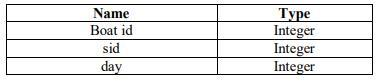 Name Type
Boat id Integer
sid Integer
day Integer